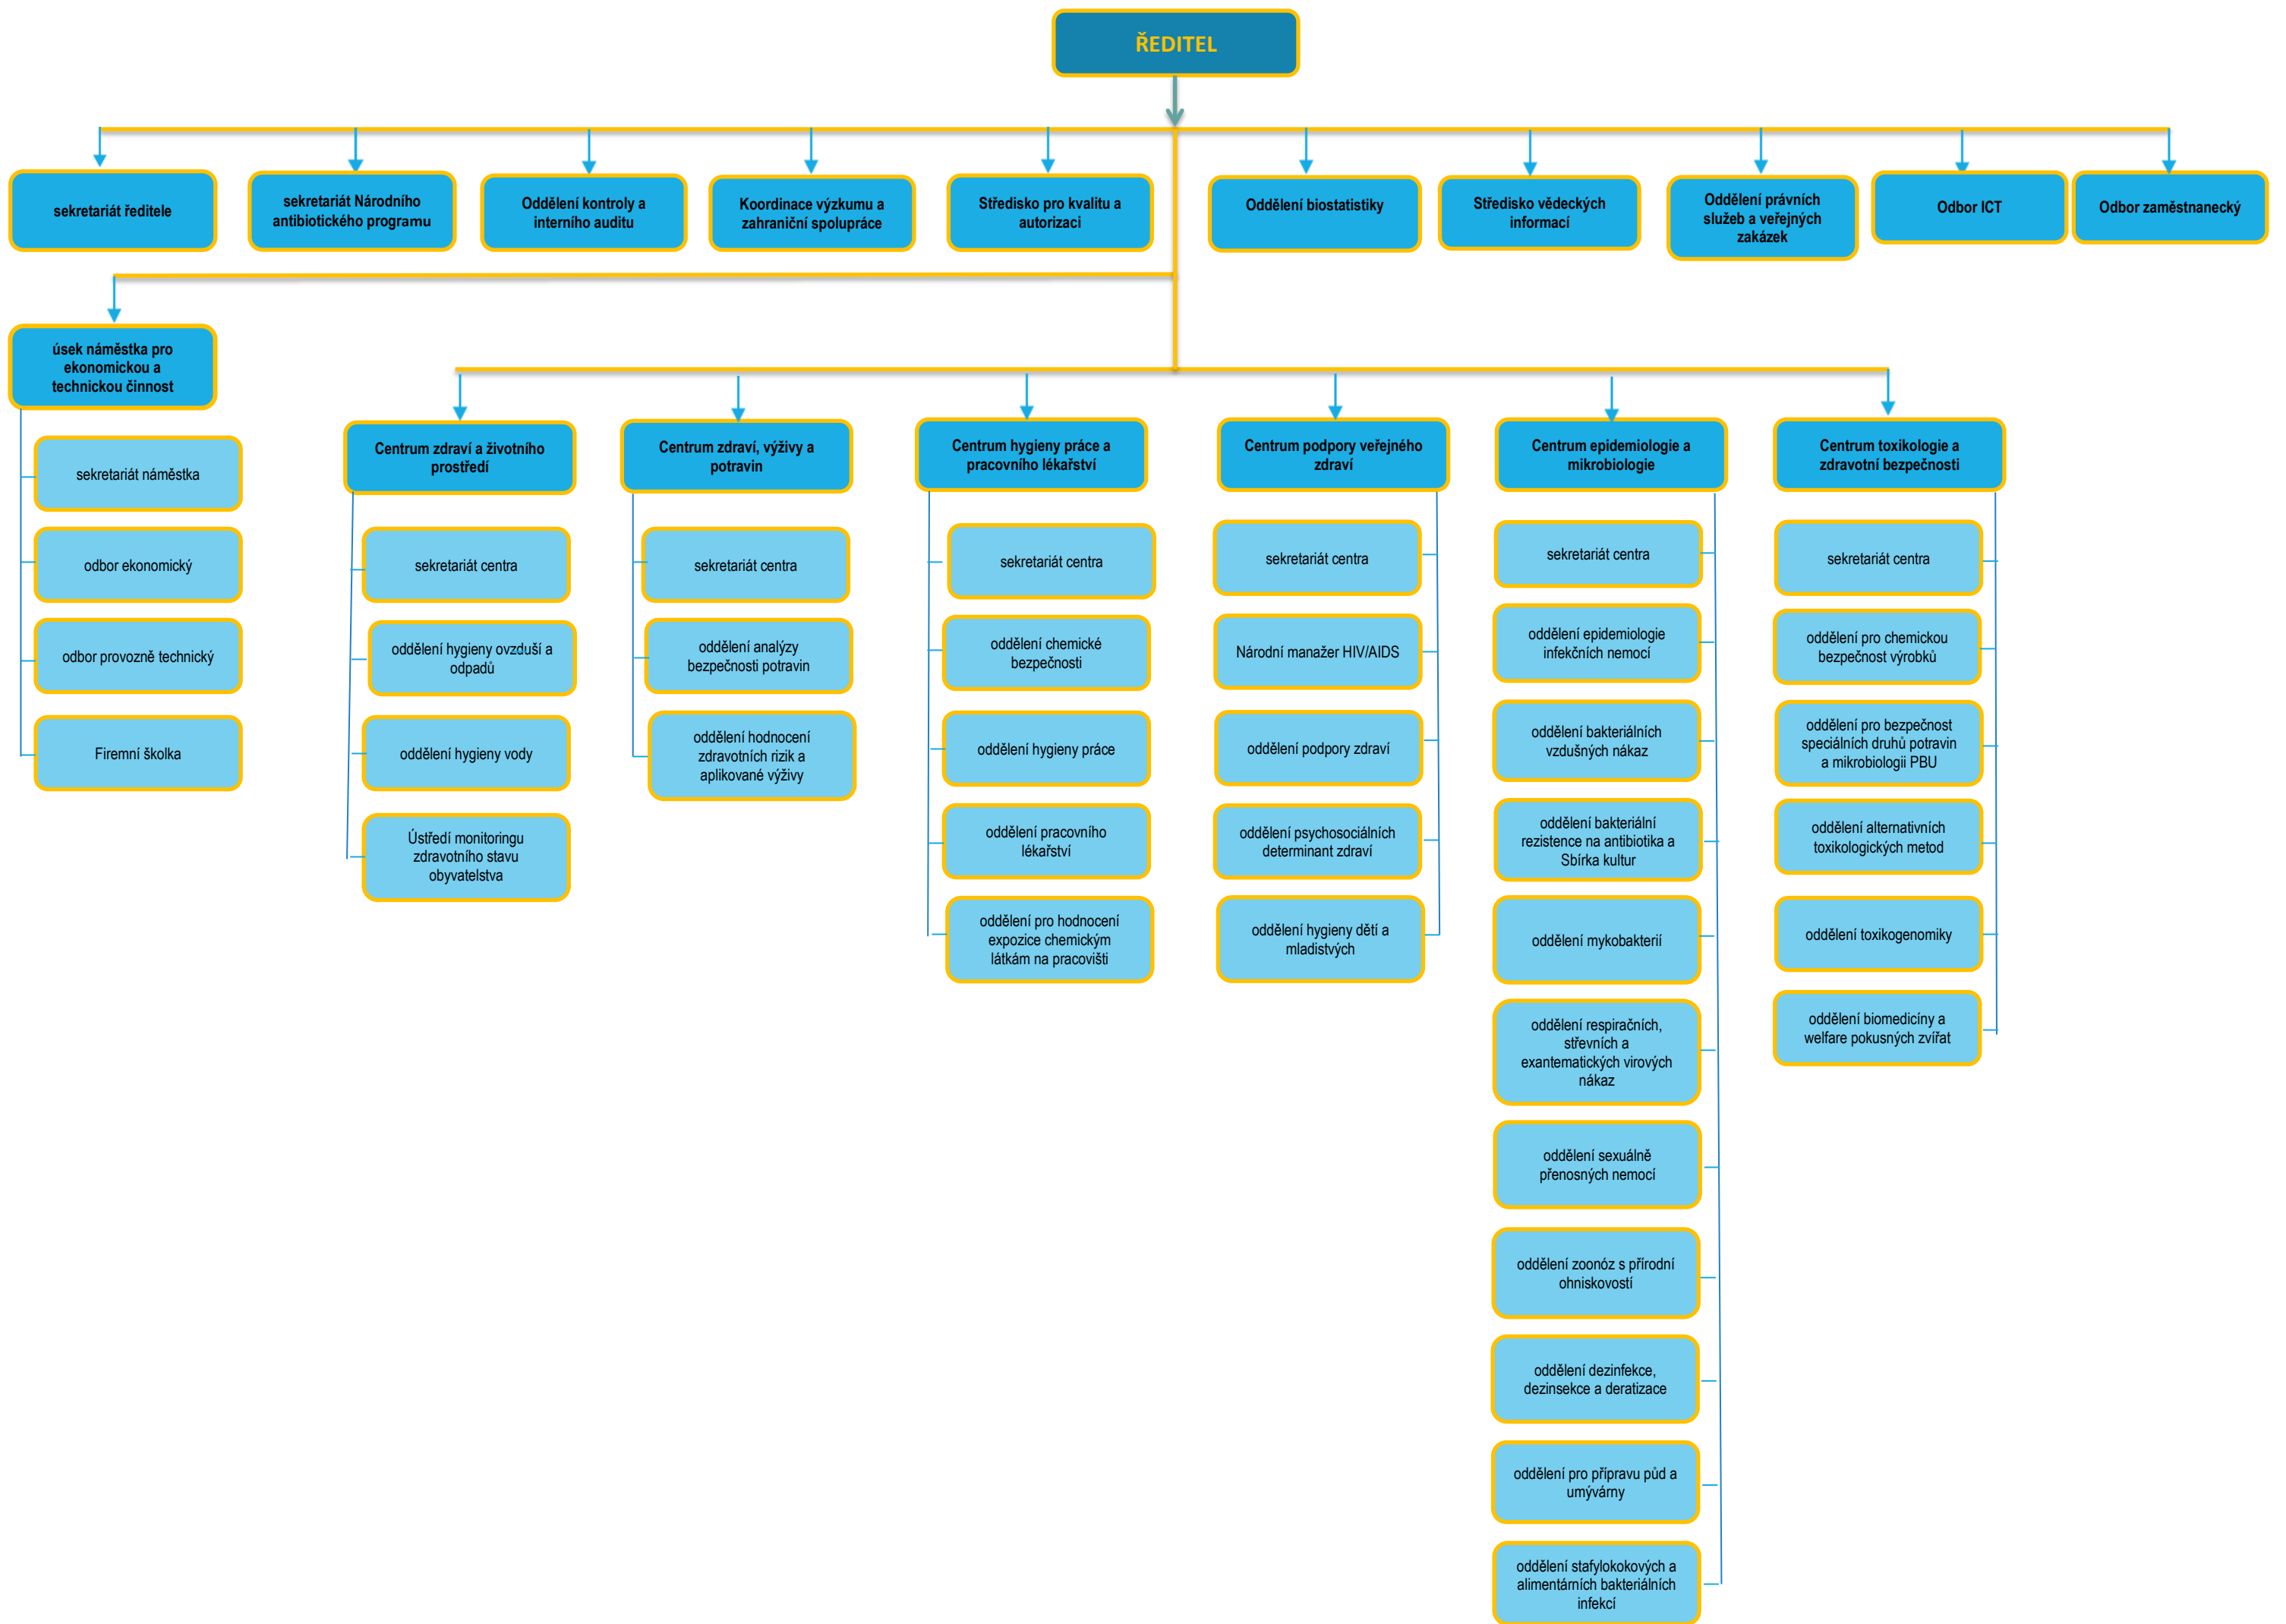 ŘEDITEL
sekretariát ředitele
sekretariát Národního
antibiotického programu
Oddělení kontroly a
interního auditu
Koordinace výzkumu a
zahraniční spolupráce
Středisko pro kvalitu a
autorizaci
Oddělení biostatistiky
Středisko vědeckých
informací
Oddělení právních
služeb a veřejných
zakázek
Odbor ICT
Odbor zaměstnanecký
úsek náměstka pro
ekonomickou a
technickou činnost
sekretariát náměstka
odbor ekonomický
odbor provozně technický
Firemní školka
Centrum zdraví a životního
prostředí
sekretariát centra
oddělení hygieny ovzduší a
odpadů
oddělení hygieny vody
Ústředí monitoringu
zdravotního stavu
obyvatelstva
Centrum zdraví, výživy a
potravin
sekretariát centra
oddělení analýzy
bezpečnosti potravin
oddělení hodnocení
zdravotních rizik a
aplikované výživy
Centrum hygieny práce a
pracovního lékařství
sekretariát centra
oddělení chemické
bezpečnosti
oddělení hygieny práce
oddělení pracovního
lékařství
oddělení pro hodnocení
expozice chemickým
látkám na pracovišti
Centrum podpory veřejného
zdraví
sekretariát centra
Národní manažer HIV/AIDS
oddělení podpory zdraví
oddělení psychosociálních
determinant zdraví
oddělení hygieny dětí a
mladistvých
Centrum epidemiologie a
mikrobiologie
sekretariát centra
oddělení epidemiologie
infekčních nemocí
oddělení bakteriálních
vzdušných nákaz
oddělení bakteriální
rezistence na antibiotika a
Sbírka kultur
oddělení mykobakterií
oddělení respiračních,
střevních a
exantematických virových
nákaz
oddělení sexuálně
přenosných nemocí
oddělení zoonóz s přírodní
ohniskovostí
oddělení dezinfekce,
dezinsekce a deratizace
oddělení pro přípravu půd a
umývárny
oddělení stafylokokových a
alimentárních bakteriálních
infekcí
Centrum toxikologie a
zdravotní bezpečnosti
sekretariát centra
oddělení pro chemickou
bezpečnost výrobků
oddělení pro bezpečnost
speciálních druhů potravin
a mikrobiologii PBU
oddělení alternativních
toxikologických metod
oddělení toxikogenomiky
oddělení biomedicíny a
welfare pokusných zvířat